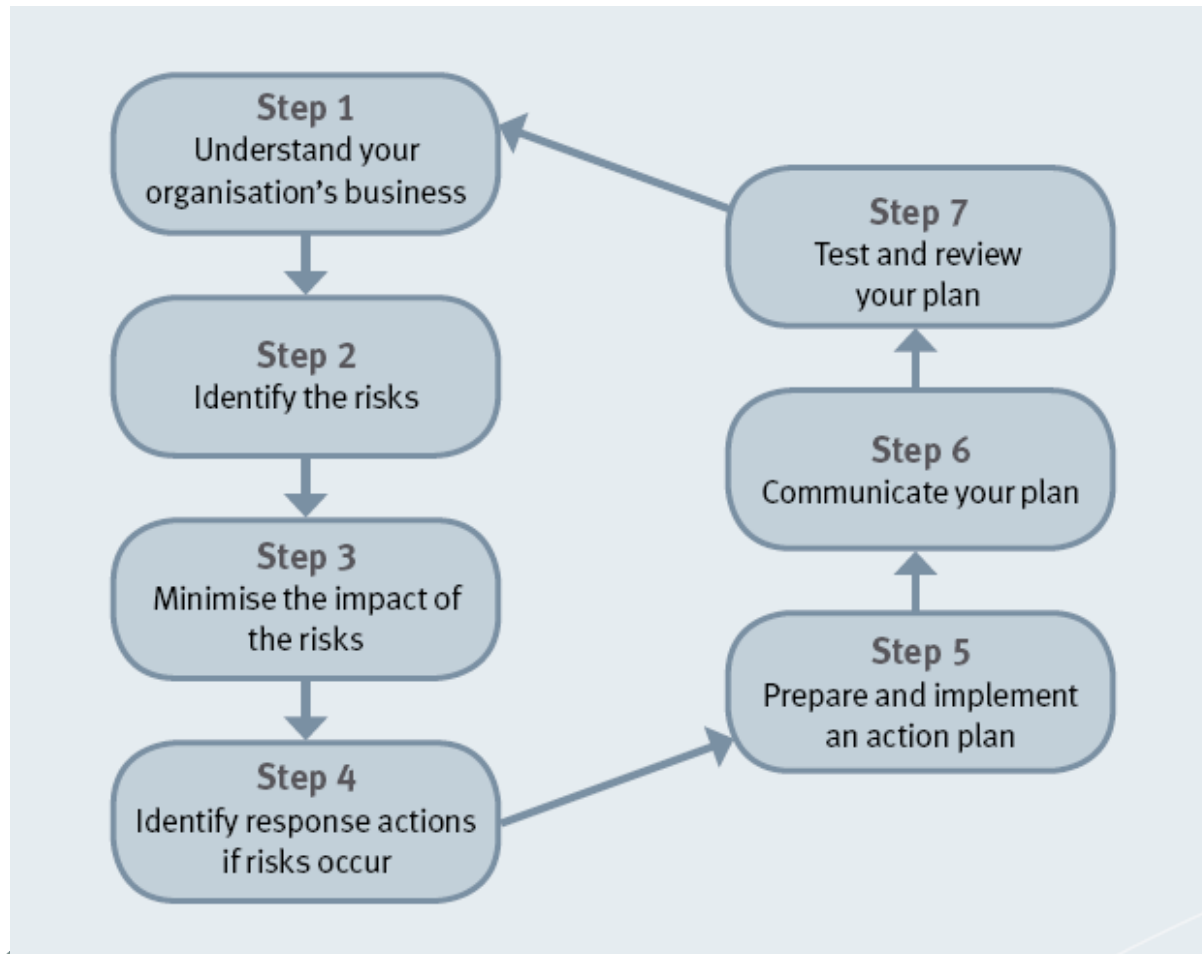 Step 1
Understand your
organisation’s business
Step 2
Identify the risks
Step 3
Minimise the impact of
the risks
Step 4
Identify response actions
if risks occur
Step 5
Prepare and implement
an action plan
Step 6
Communicate your plan
Step 7
Test and review
your plan